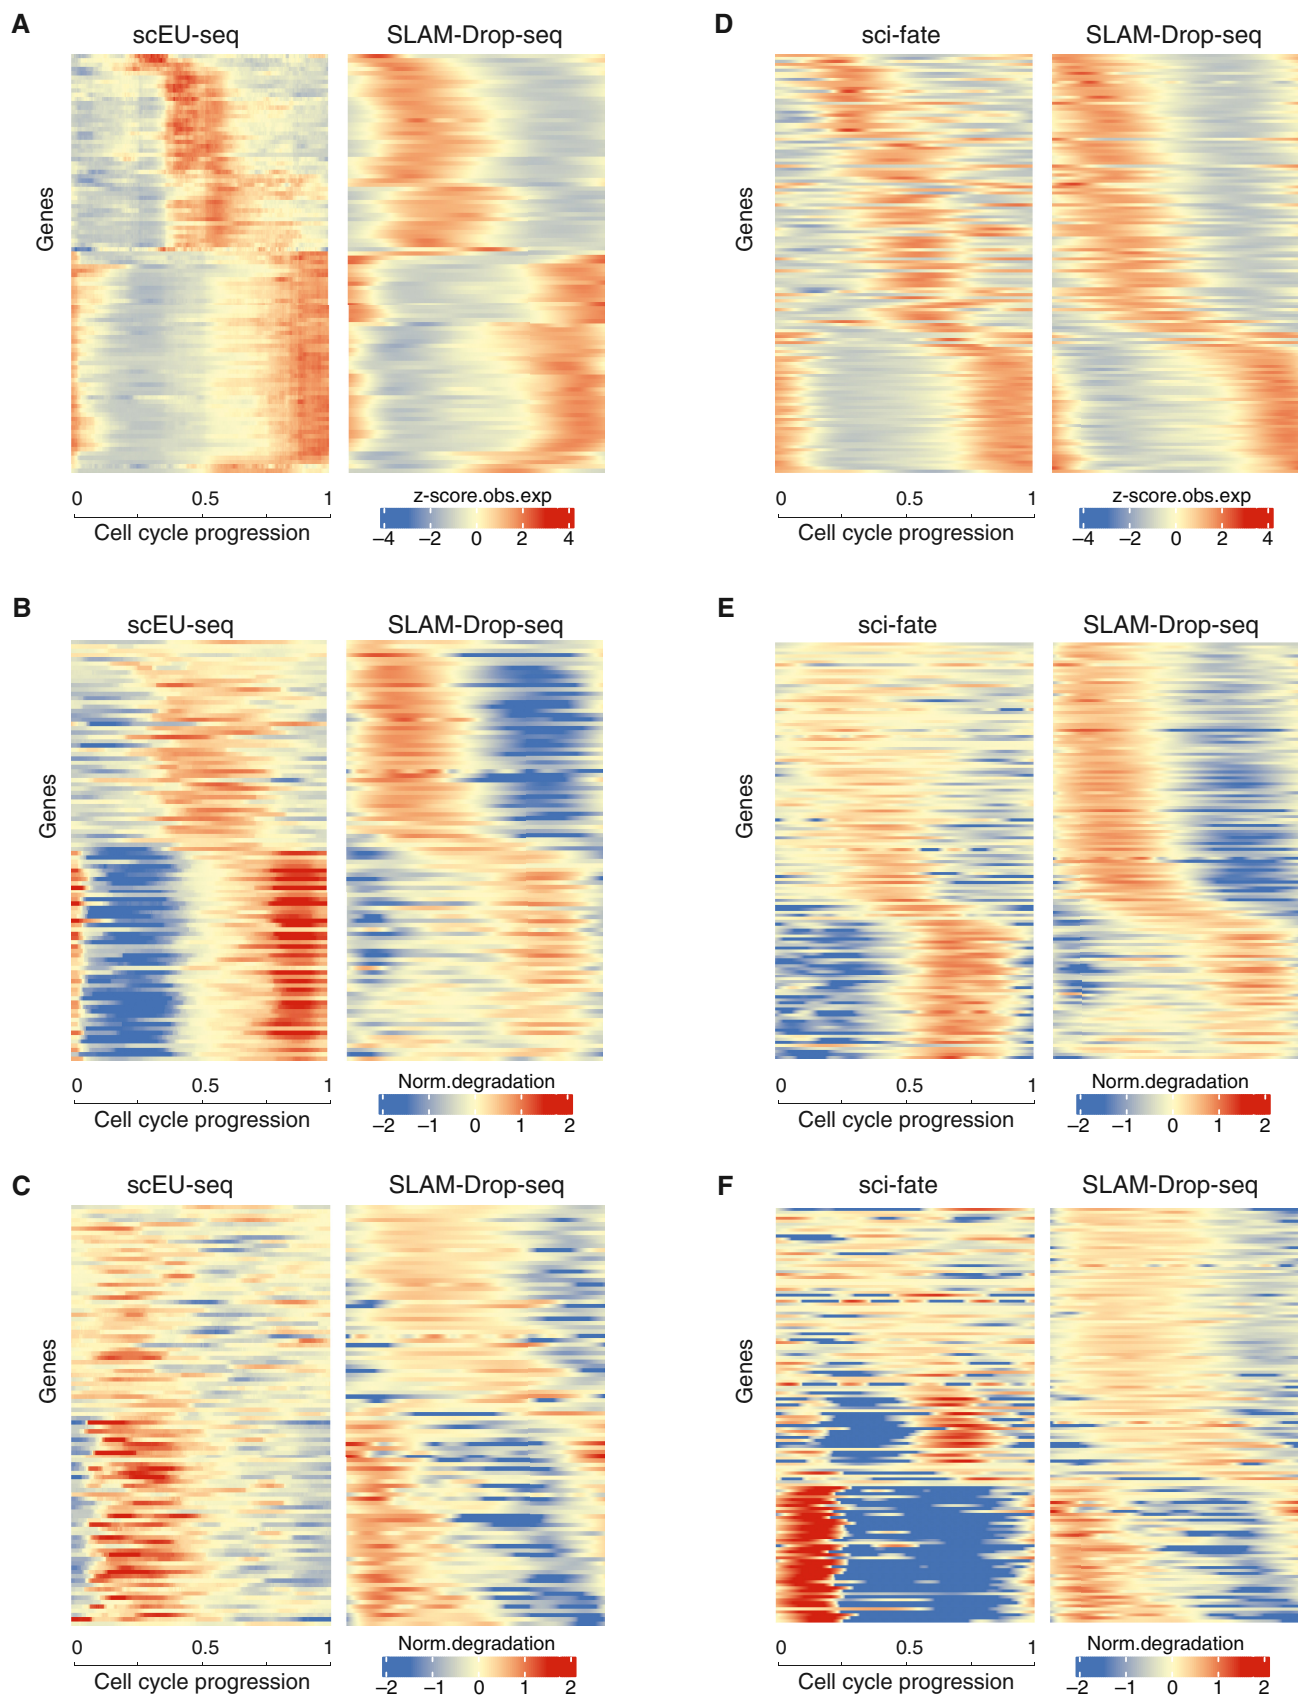 A
scEU-seq
SLAM-Drop-seq
Genes
0 0.5 1
Cell cycle progression
z-score.obs.exp
−4 −2 0 2 4
D
sci-fate
SLAM-Drop-seq
Genes
0 0.5 1
Cell cycle progression
z-score.obs.exp
−4 −2 0 2 4
B
scEU-seq
SLAM-Drop-seq
Genes
0 0.5 1
Cell cycle progression
Norm.degradation
−2 −1 0 1 2
E
sci-fate
SLAM-Drop-seq
Genes
0 0.5 1
Cell cycle progression
Norm.degradation
−2 −1 0 1 2
C
scEU-seq
SLAM-Drop-seq
Genes
0 0.5 1
Cell cycle progression
Norm.degradation
−2 −1 0 1 2
F
sci-fate
SLAM-Drop-seq
Genes
0 0.5 1
Cell cycle progression
Norm.degradation
−2 −1 0 1 2